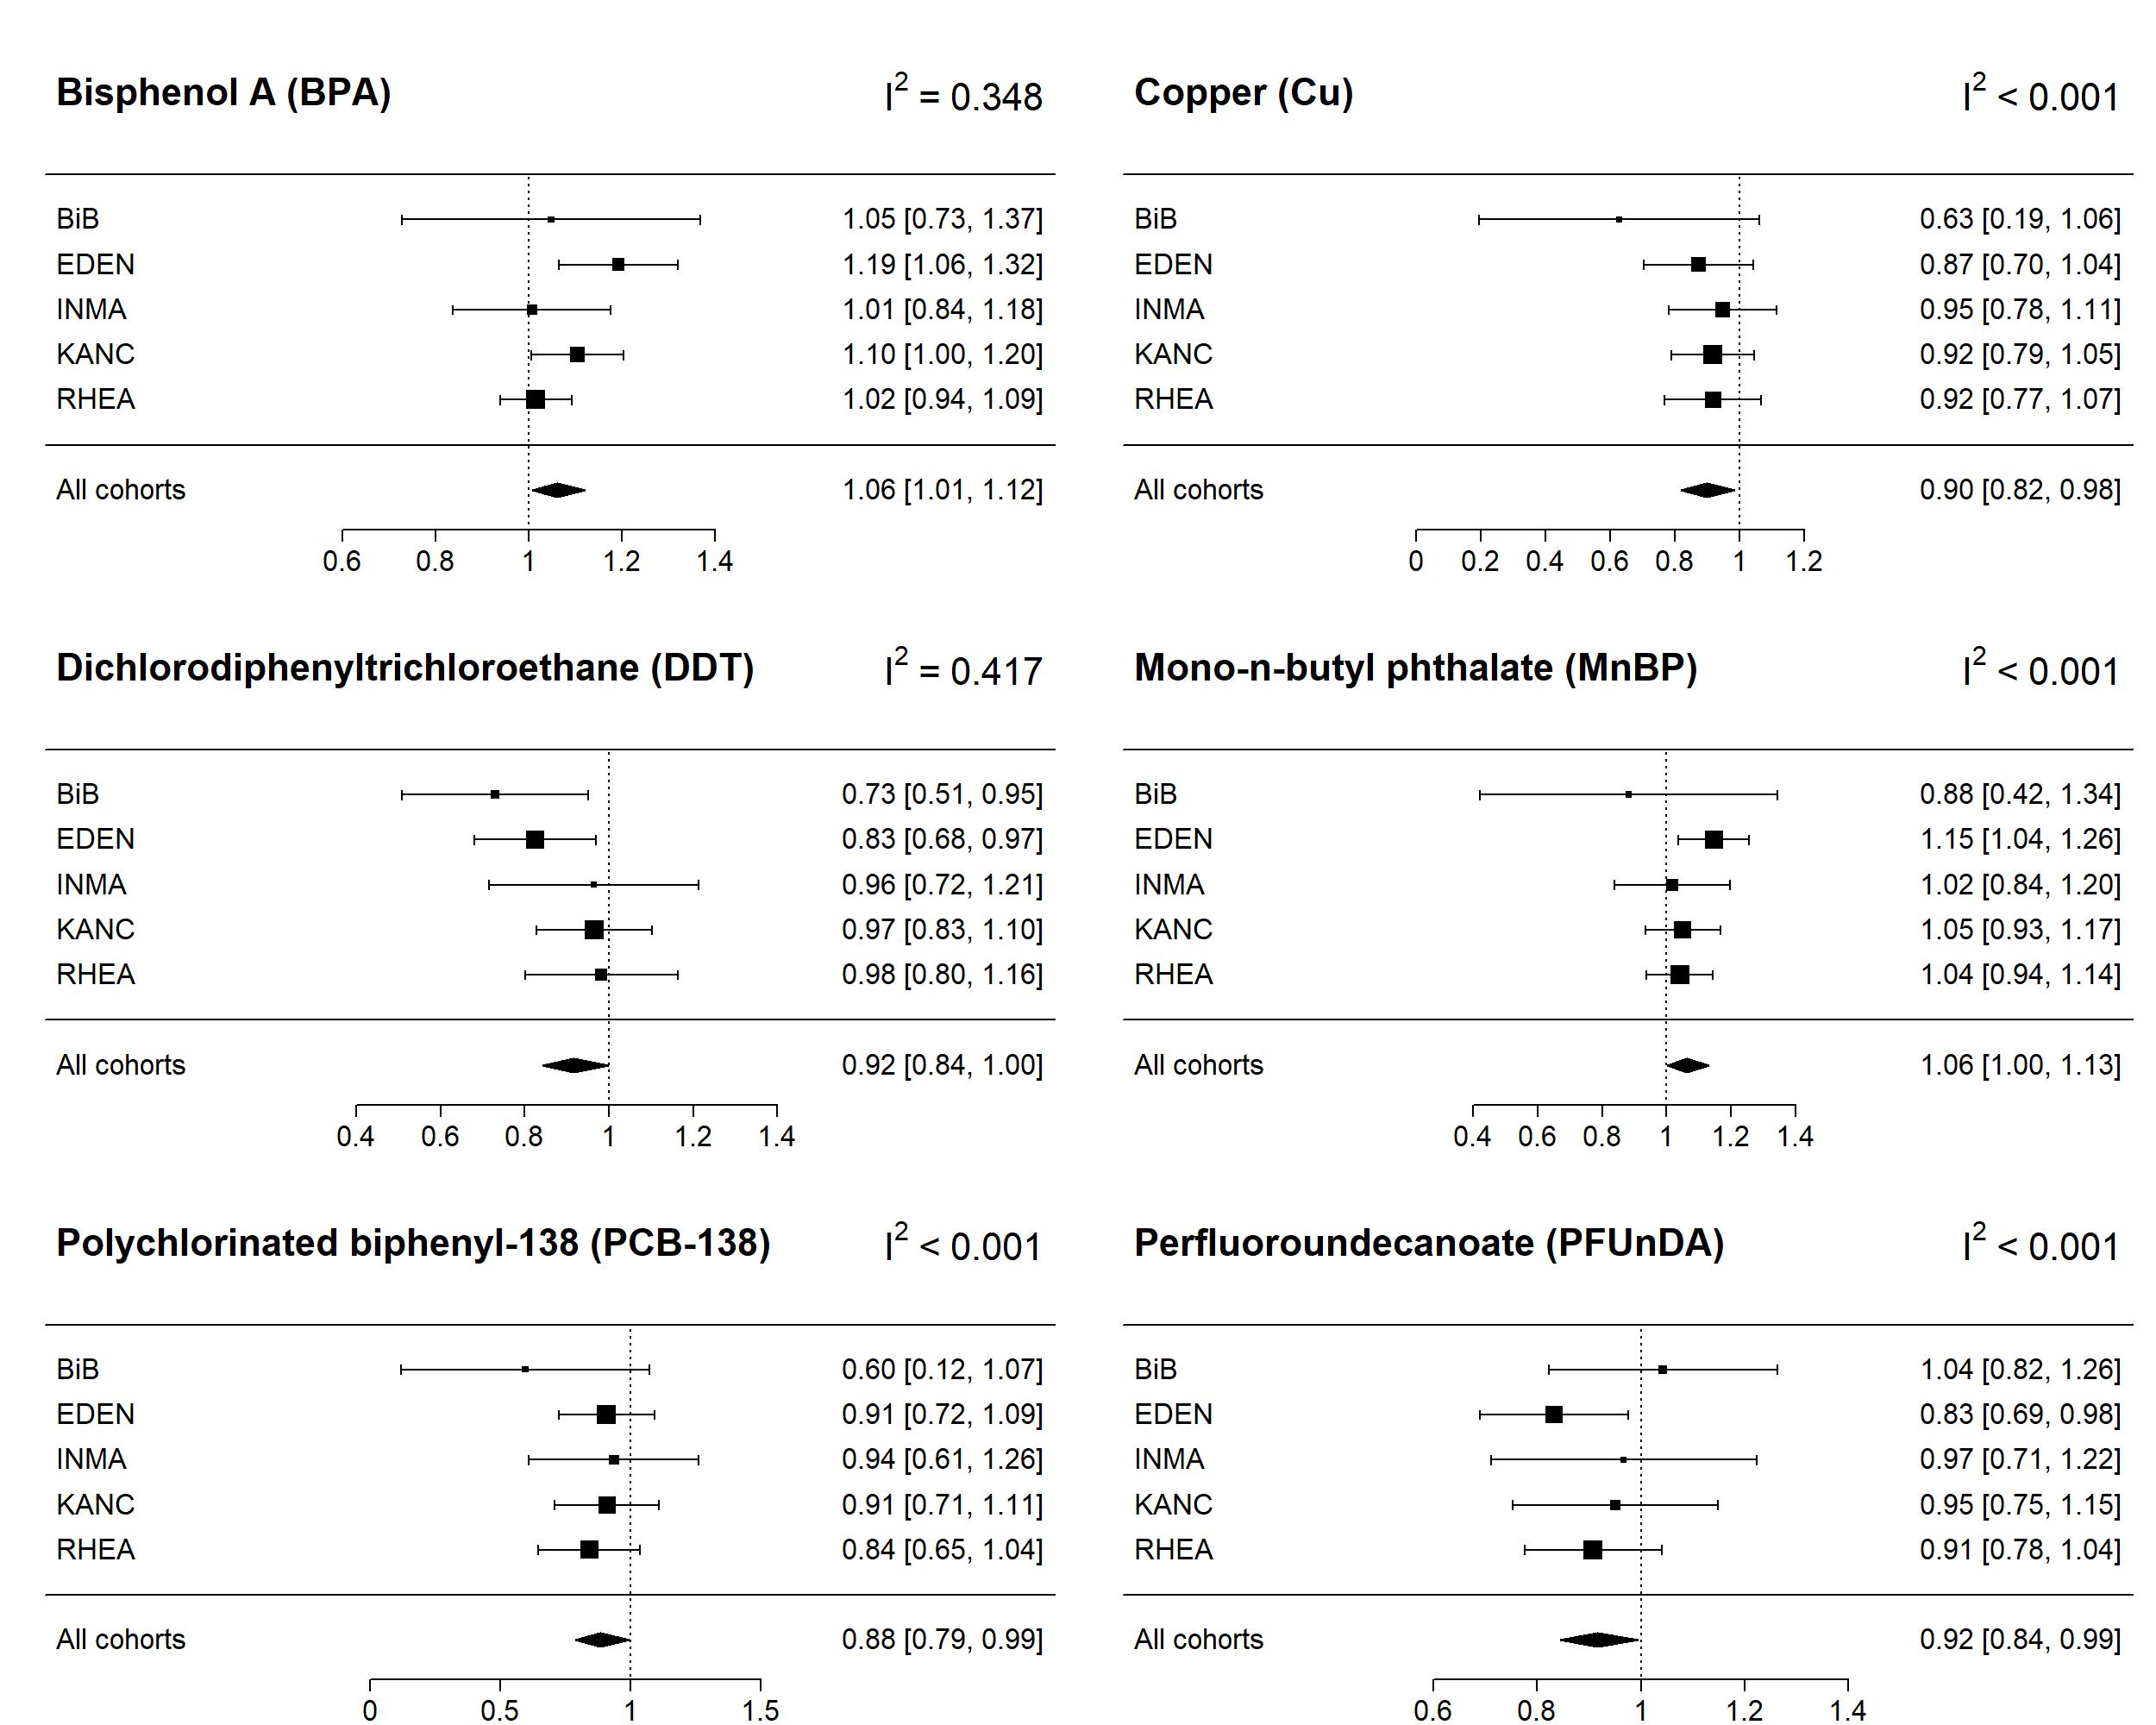 Bisphenol A (BPA) I² = 0.348
BiB 1.05 [0.73, 1.37]
EDEN 1.19 [1.06, 1.32]
INMA 1.01 [0.84, 1.18]
KANC 1.10 [1.00, 1.20]
RHEA 1.02 [0.94, 1.09]
All cohorts 1.06 [1.01, 1.12]
0.6 0.8 1 1.2 1.4
Copper (Cu) I² < 0.001
BiB 0.63 [0.19, 1.06]
EDEN 0.87 [0.70, 1.04]
INMA 0.95 [0.78, 1.11]
KANC 0.92 [0.79, 1.05]
RHEA 0.92 [0.77, 1.07]
All cohorts 0.90 [0.82, 0.98]
0 0.2 0.4 0.6 0.8 1 1.2
Dichlorodiphenyltrichloroethane (DDT) I² = 0.417
BiB 0.73 [0.51, 0.95]
EDEN 0.83 [0.68, 0.97]
INMA 0.96 [0.72, 1.21]
KANC 0.97 [0.83, 1.10]
RHEA 0.98 [0.80, 1.16]
All cohorts 0.92 [0.84, 1.00]
0.4 0.6 0.8 1 1.2 1.4
Mono-n-butyl phthalate (MnBP) I² < 0.001
BiB 0.88 [0.42, 1.34]
EDEN 1.15 [1.04, 1.26]
INMA 1.02 [0.84, 1.20]
KANC 1.05 [0.93, 1.17]
RHEA 1.04 [0.94, 1.14]
All cohorts 1.06 [1.00, 1.13]
0.4 0.6 0.8 1 1.2 1.4
Polychlorinated biphenyl-138 (PCB-138) I² < 0.001
BiB 0.60 [0.12, 1.07]
EDEN 0.91 [0.72, 1.09]
INMA 0.94 [0.61, 1.26]
KANC 0.91 [0.71, 1.11]
RHEA 0.84 [0.65, 1.04]
All cohorts 0.88 [0.79, 0.99]
0 0.5 1 1.5
Perfluoroundecanoate (PFUnDA) I² < 0.001
BiB 1.04 [0.82, 1.26]
EDEN 0.83 [0.69, 0.98]
INMA 0.97 [0.71, 1.22]
KANC 0.95 [0.75, 1.15]
RHEA 0.91 [0.78, 1.04]
All cohorts 0.92 [0.84, 0.99]
0.6 0.8 1 1.2 1.4